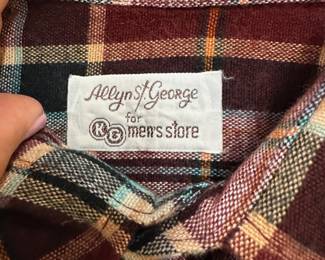 Allyn St. George
for
KG men's store